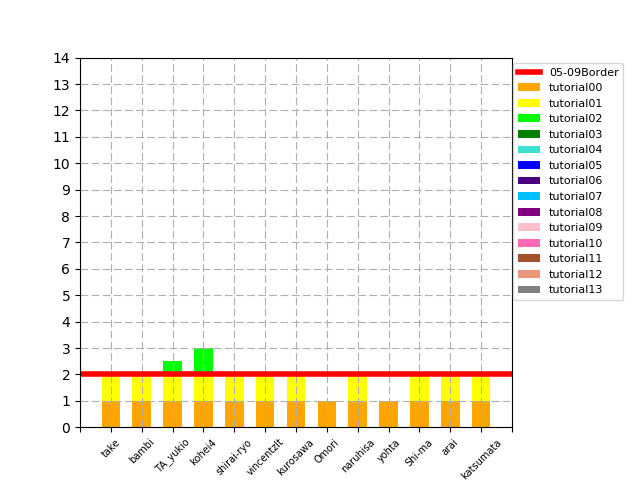 14
13
12
11
10
9
8
7
6
5
4
3
2
1
0
take
bambi
TA_yukio
kohei4
shirai-ryo
vincentzlt
kurosawa
Omori
naruhisa
yohta
Shi-ma
arai
katsumata
05-09Border
tutorial00
tutorial01
tutorial02
tutorial03
tutorial04
tutorial05
tutorial06
tutorial07
tutorial08
tutorial09
tutorial10
tutorial11
tutorial12
tutorial13